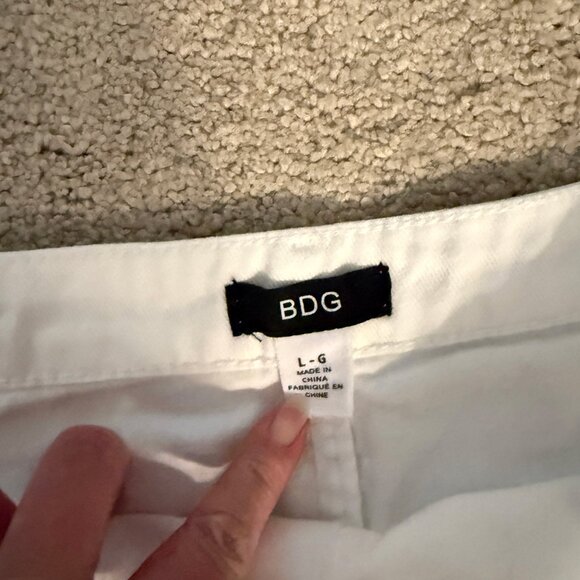 BDG
L - G
MADE IN
CHINA
FABRIQUÉ EN
CHINE